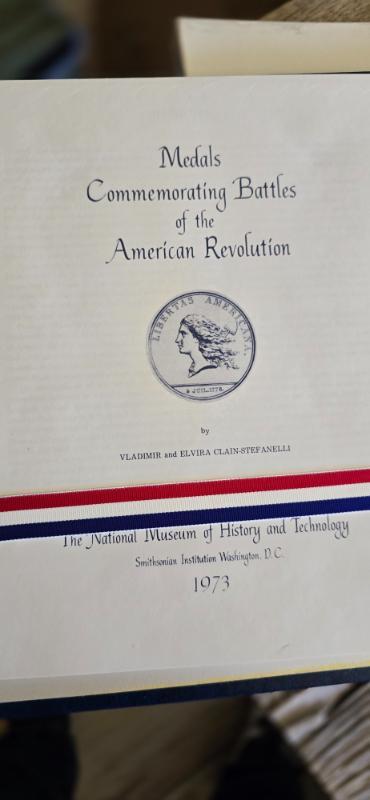 Medals
Commemorating Battles
of the
American Revolution
LIBERTAS AMERICANA.
4 JUIL. 1776.
by
VLADIMIR and ELVIRA CLAIN-STEFANELLI
The National Museum of History and Technology
Smithsonian Institution Washington, D.C.
1973